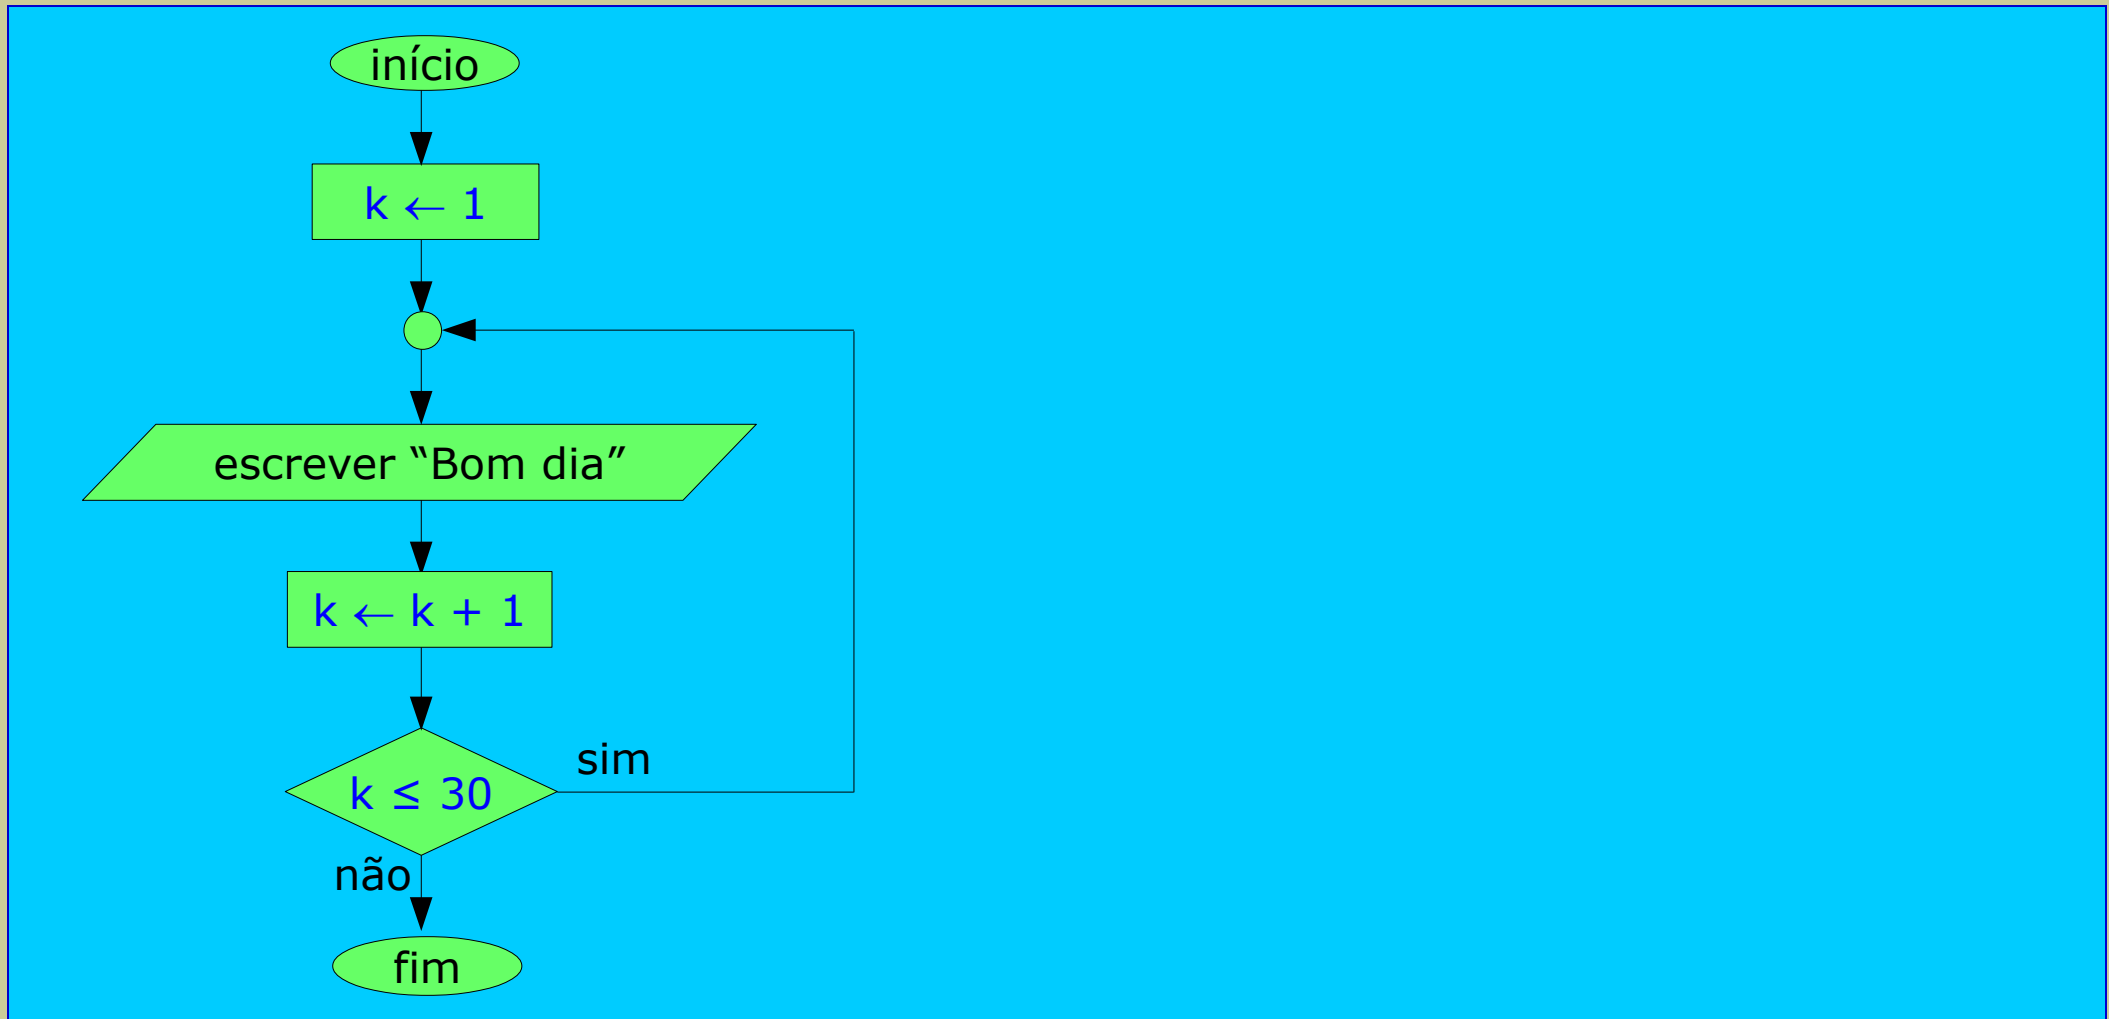 início
k ← 1
escrever “Bom dia”
k ← k + 1
sim
k ≤ 30
não
fim